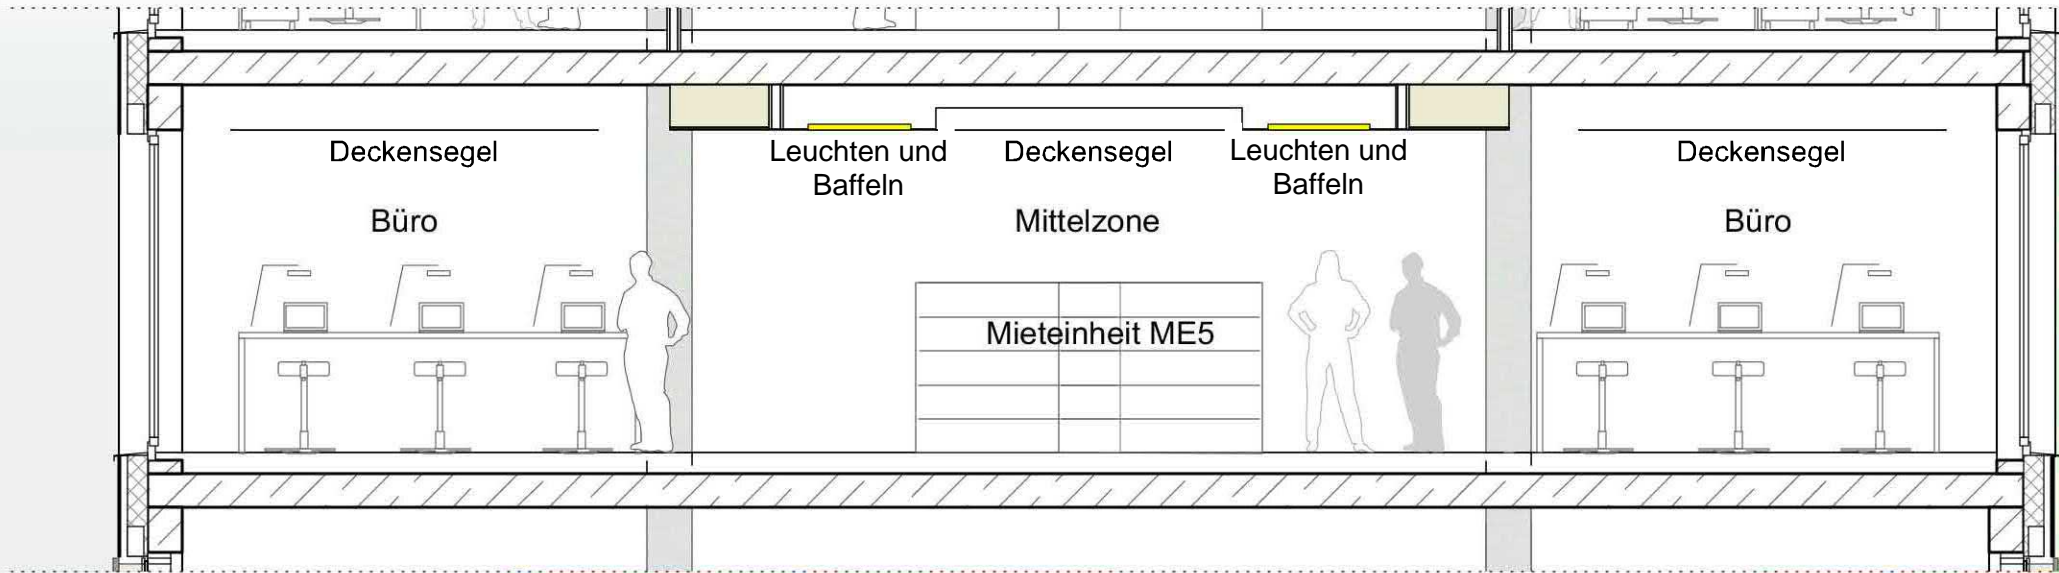 Deckensegel
Leuchten und
Baffeln
Deckensegel
Leuchten und
Baffeln
Deckensegel
Büro
Mittelzone
Büro
Mieteinheit ME5